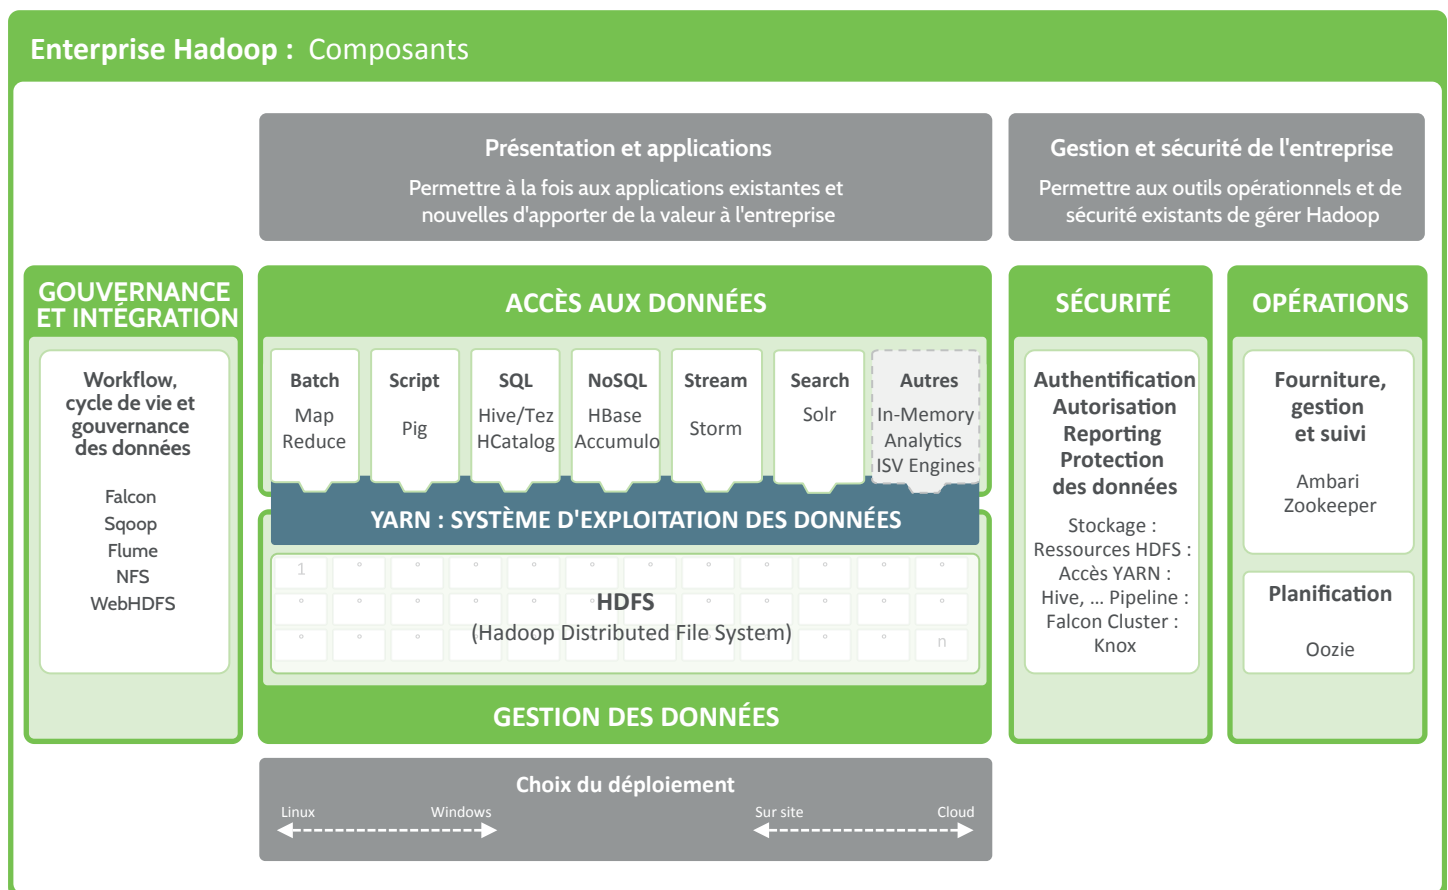 Enterprise Hadoop : Composants
Présentation et applications
Permettre à la fois aux applications existantes et
nouvelles d'apporter de la valeur à l'entreprise
Gestion et sécurité de l'entreprise
Permettre aux outils opérationnels et de
sécurité existants de gérer Hadoop
GOUVERNANCE
ET INTÉGRATION
Workflow,
cycle de vie et
gouvernance
des données
Falcon
Sqoop
Flume
NFS
WebHDFS
ACCÈS AUX DONNÉES
Batch
Map
Reduce
Script
Pig
SQL
Hive/Tez
HCatalog
NoSQL
HBase
Accumulo
Stream
Storm
Search
Solr
Autres
In-Memory
Analytics
ISV Engines
YARN : SYSTÈME D'EXPLOITATION DES DONNÉES
1 ° ° ° ° ° ° ° ° ° ° °
HDFS
(Hadoop Distributed File System)
n
GESTION DES DONNÉES
SÉCURITÉ
Authentification
Autorisation
Reporting
Protection
des données
Stockage :
Ressources HDFS :
Accès YARN :
Hive, ... Pipeline :
Falcon Cluster :
Knox
OPÉRATIONS
Fourniture,
gestion
et suivi
Ambari
Zookeeper
Planification
Oozie
Choix du déploiement
Linux Windows Sur site Cloud